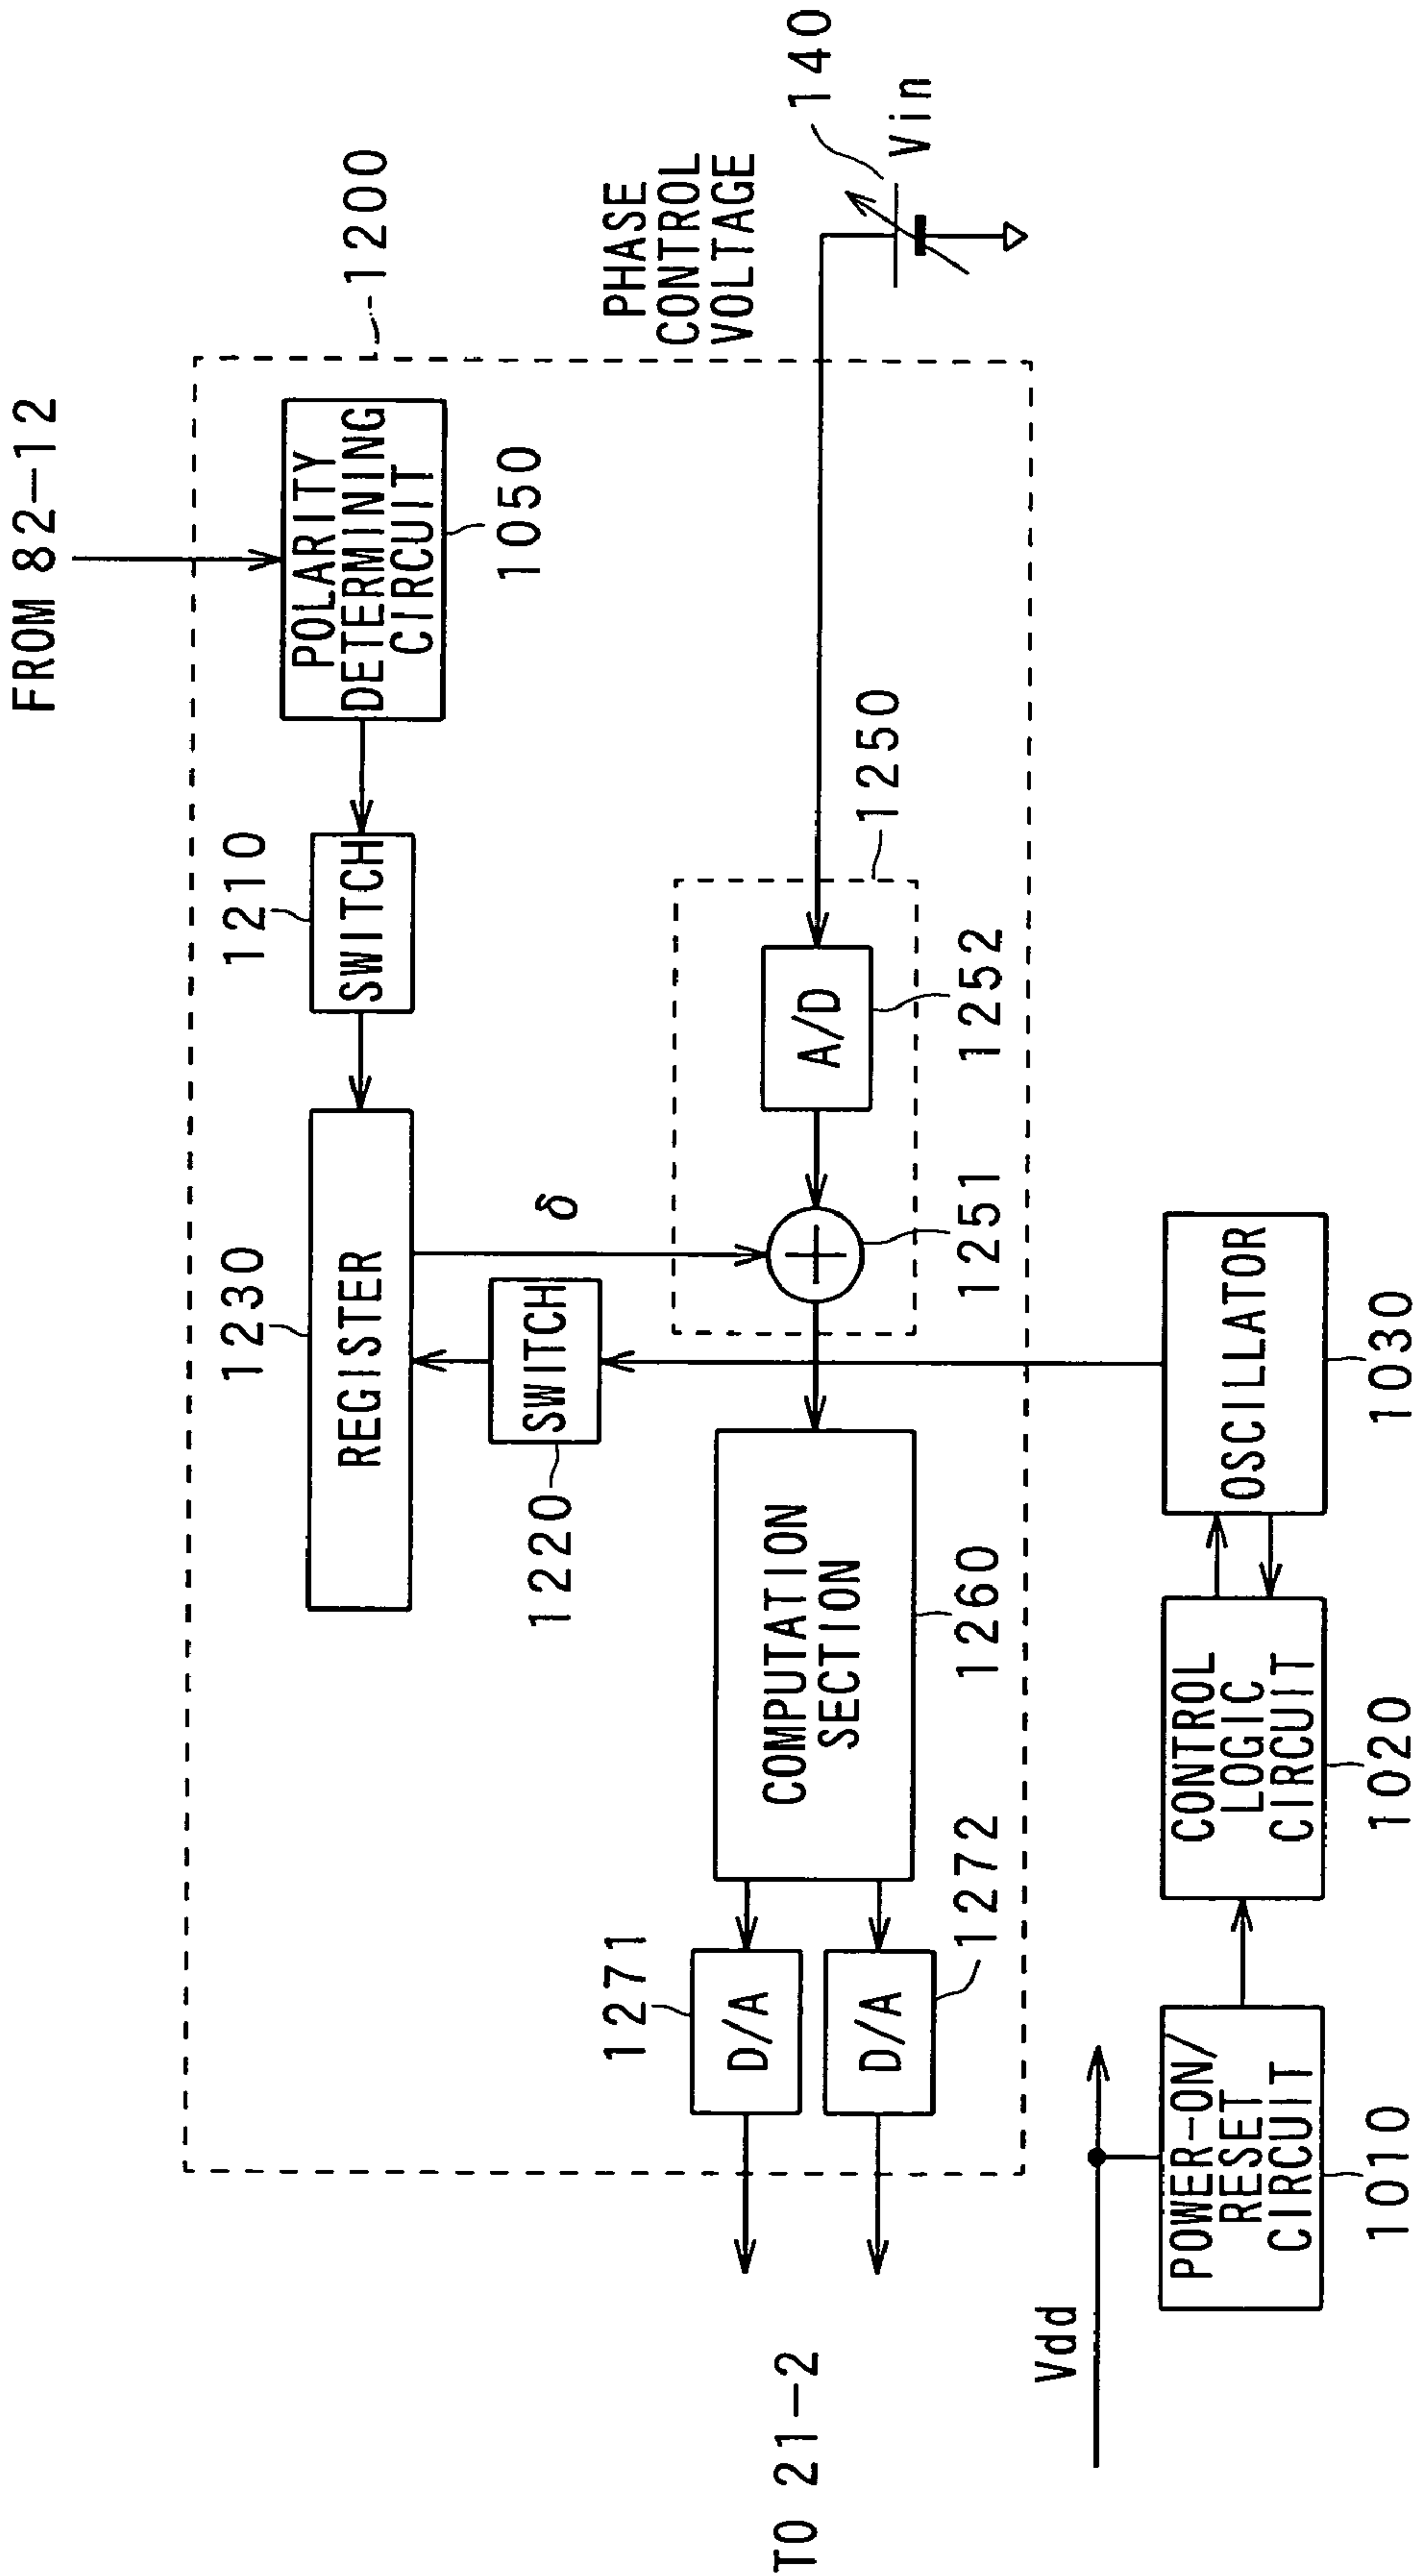 FROM 82-12
1200
POLARITY
DETERMINING
CIRCUIT
1050
1210
SWITCH
1230
REGISTER
δ
1220
SWITCH
PHASE
CONTROL
VOLTAGE
140
Vin
1250
A/D
1252
1251
COMPUTATION
SECTION
1260
1271
D/A
D/A
1272
TO 21-2
Vdd
POWER-ON/
RESET
CIRCUIT
1010
CONTROL
LOGIC
CIRCUIT
1020
OSCILLATOR
1030